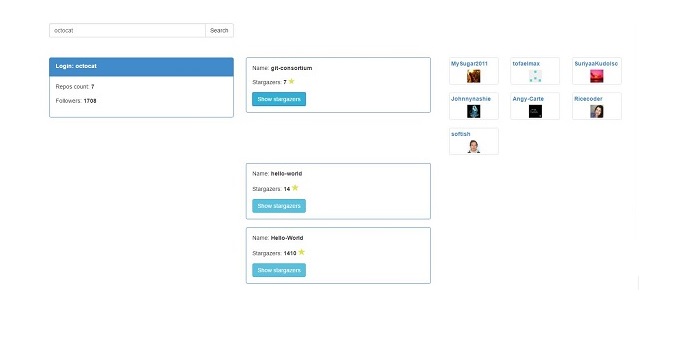 octocat
Search
Login: octocat
Repos count: 7
Followers: 1708
Name: git-consortium
Stargazers: 7
Show stargazers
Name: hello-world
Stargazers: 14
Show stargazers
Name: Hello-World
Stargazers: 1410
Show stargazers
MySugar2011
tofaelmax
SuriyaaKudoIsc
Johnnynashie
Angy-Carte
Ricecoder
softish